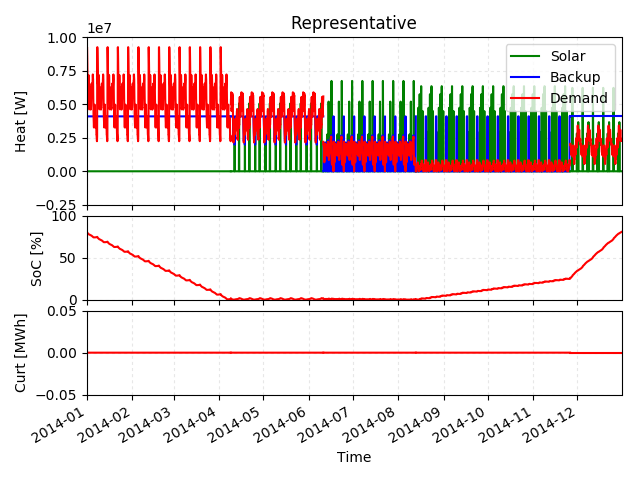 Representative
1e7
1.00
0.75
0.50
0.25
0.00
−0.25
Heat [W]
Solar
Backup
Demand
100
50
0
SoC [%]
0.05
0.00
−0.05
Curt [MWh]
2014-01
2014-02
2014-03
2014-04
2014-05
2014-06
2014-07
2014-08
2014-09
2014-10
2014-11
2014-12
Time